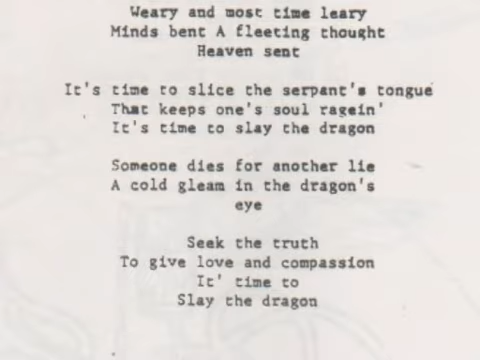 Weary and most time leary
Minds bent A fleeting thought
Heaven sent
It's time to slice the serpant's tongue
That keeps one's soul ragein'
It's time to slay the dragon
Someone dies for another lie
A cold gleam in the dragon's
eye
Seek the truth
To give love and compassion
It' time to
Slay the dragon